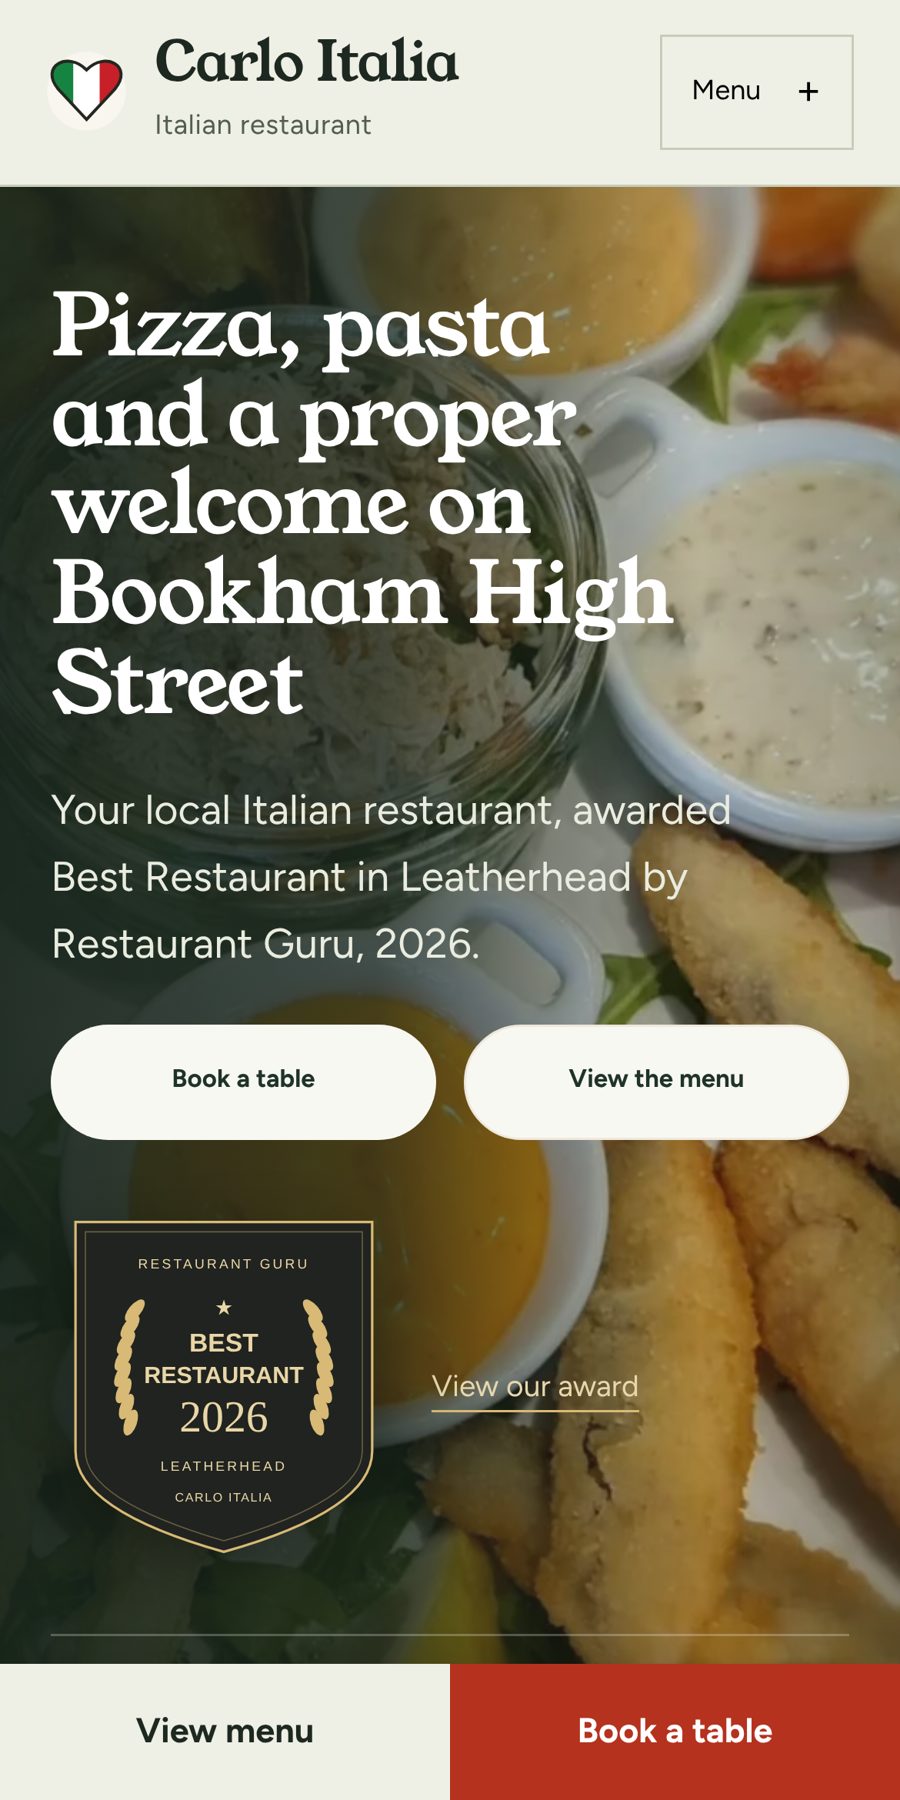 Carlo Italia
Italian restaurant
Menu +
Pizza, pasta
and a proper
welcome on
Bookham High
Street
Your local Italian restaurant, awarded
Best Restaurant in Leatherhead by
Restaurant Guru, 2026.
Book a table
View the menu
RESTAURANT GURU
BEST
RESTAURANT
2026
LEATHERHEAD
CARLO ITALIA
View our award
View menu
Book a table